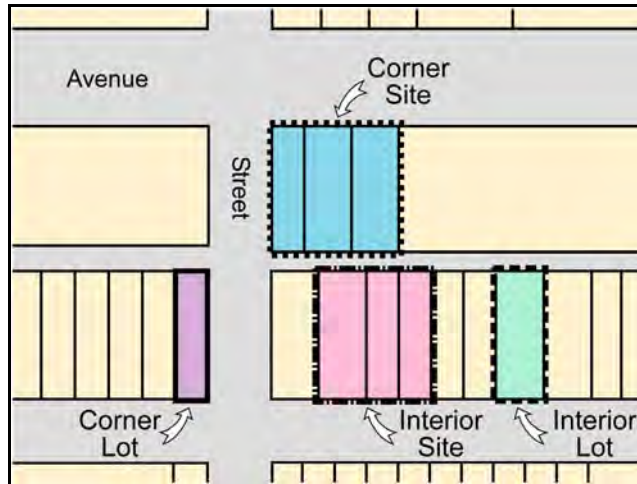 Avenue
Corner
Site
Street
Corner
Lot
Interior
Site
Interior
Lot